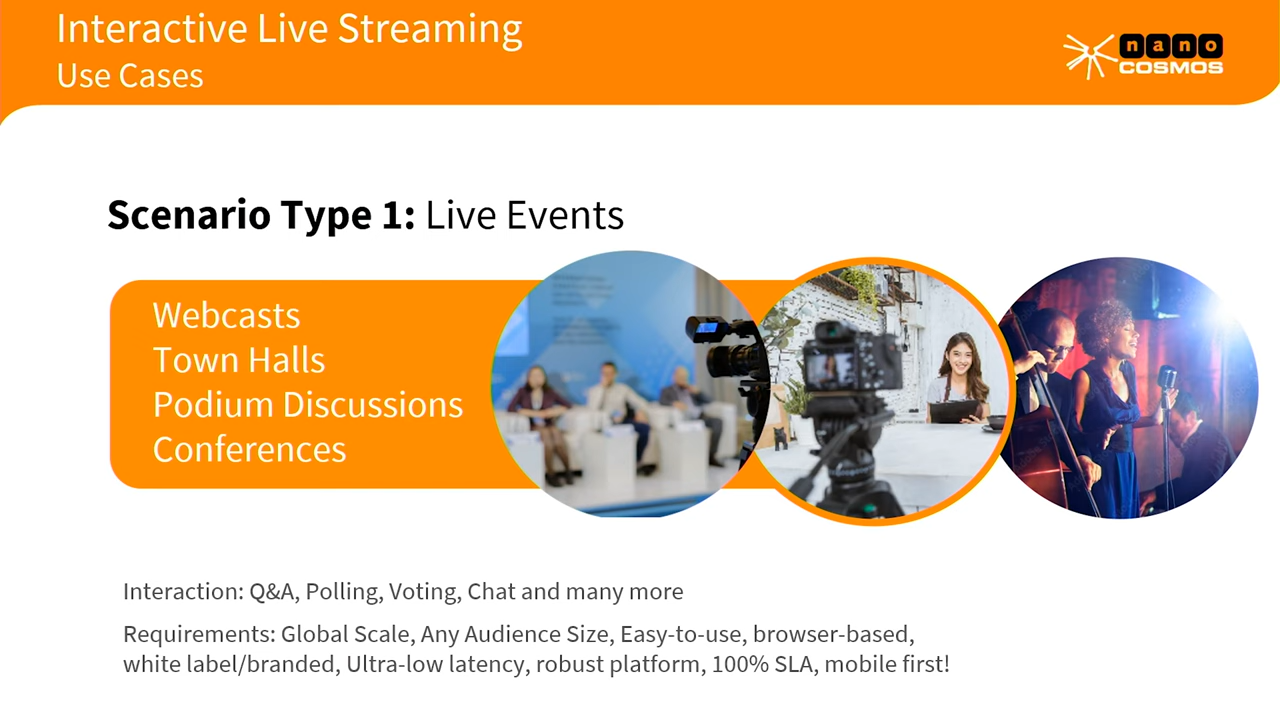 Interactive Live Streaming
Use Cases
nano
COSMOS
Scenario Type 1: Live Events
Webcasts
Town Halls
Podium Discussions
Conferences
Interaction: Q&A, Polling, Voting, Chat and many more
Requirements: Global Scale, Any Audience Size, Easy-to-use, browser-based,
white label/branded, Ultra-low latency, robust platform, 100% SLA, mobile first!